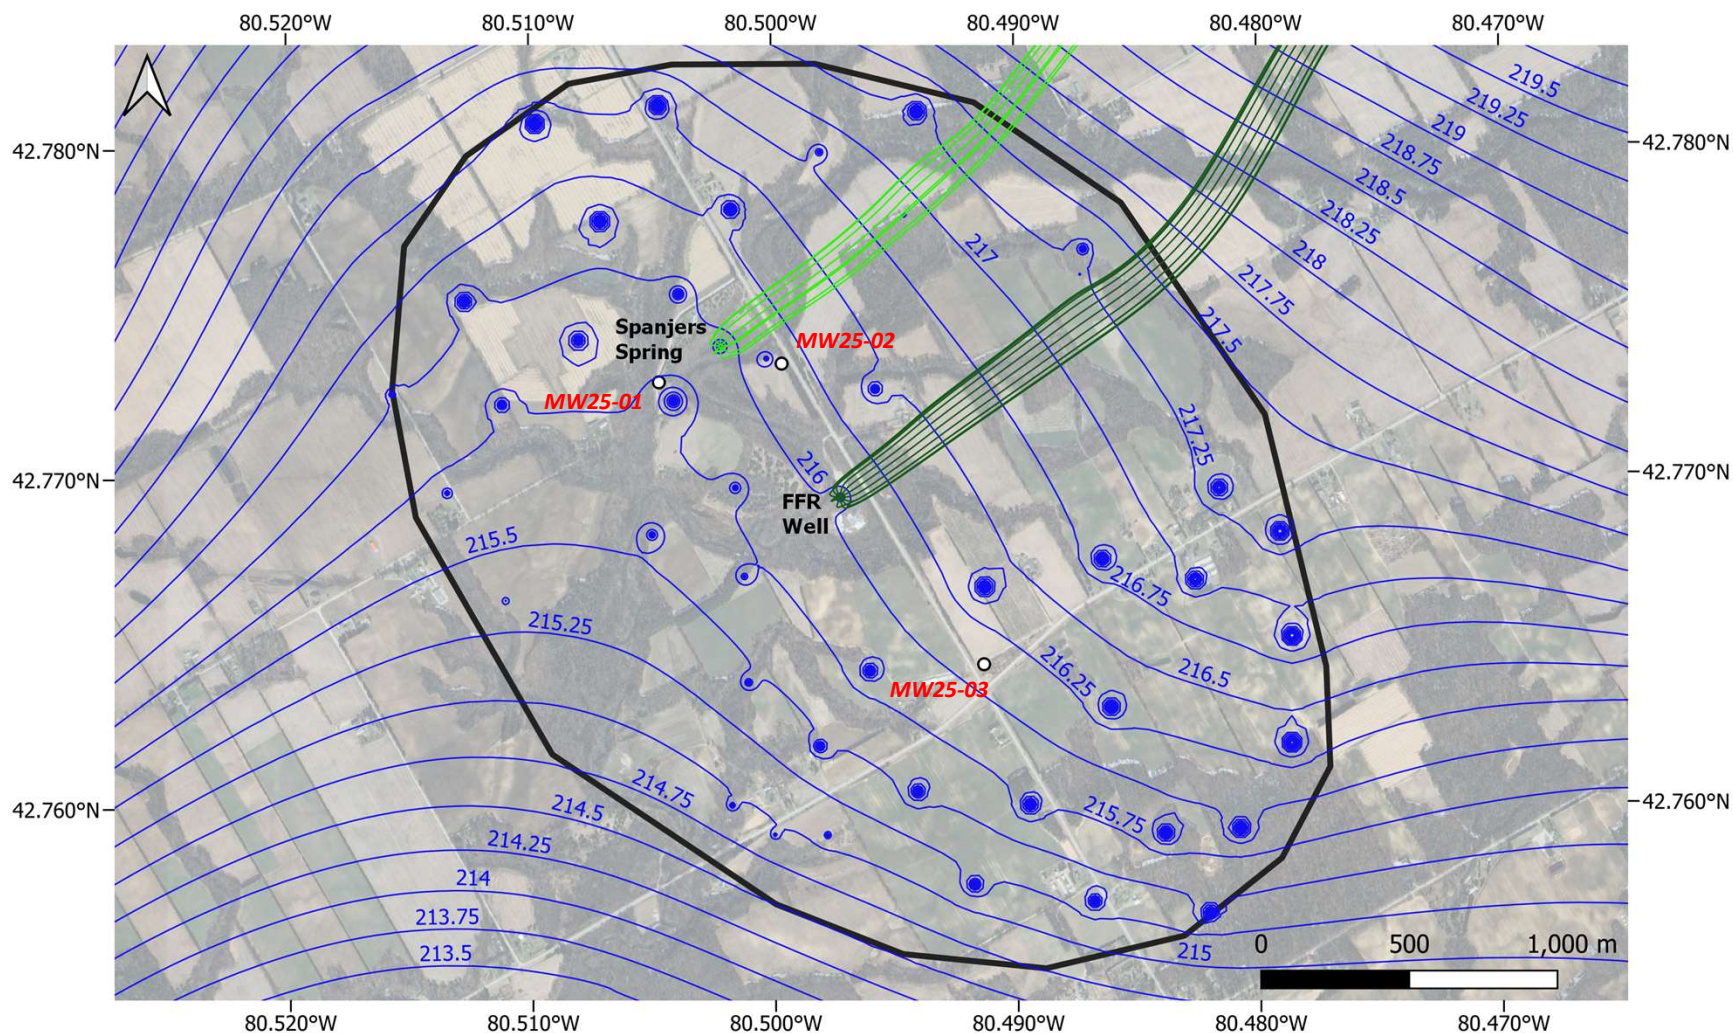 80.520°W 80.510°W 80.500°W 80.490°W 80.480°W 80.470°W
219.5
219.25
219
218.75
218.5
218.25
218
217.75
217.5
217
42.780°N 42.780°N
Spanjers
Spring
MW25-02
MW25-01
217.25
216
42.770°N 42.770°N
FFR
Well
215.5
216.75
215.25
216.25
216.5
MW25-03
214.75
42.760°N 42.760°N
214.5
215.75
214.25
214
213.75
213.5
215
0 500 1,000 m
80.520°W 80.510°W 80.500°W 80.490°W 80.480°W 80.470°W